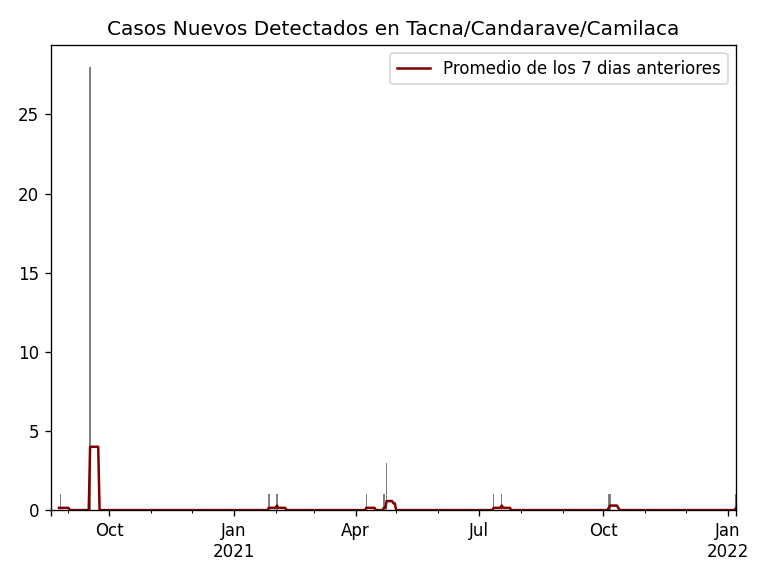 Casos Nuevos Detectados en Tacna/Candarave/Camilaca
Promedio de los 7 dias anteriores
25
20
15
10
5
0
Oct Jan Apr Jul Oct Jan
2021 2022